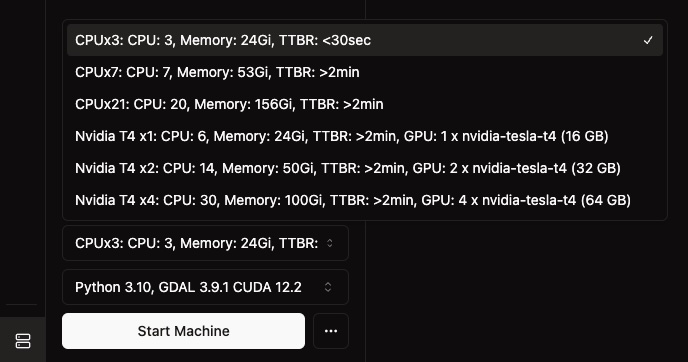 CPUx3: CPU: 3, Memory: 24Gi, TTBR: <30sec
CPUx7: CPU: 7, Memory: 53Gi, TTBR: >2min
CPUx21: CPU: 20, Memory: 156Gi, TTBR: >2min
Nvidia T4 x1: CPU: 6, Memory: 24Gi, TTBR: >2min, GPU: 1 x nvidia-tesla-t4 (16 GB)
Nvidia T4 x2: CPU: 14, Memory: 50Gi, TTBR: >2min, GPU: 2 x nvidia-tesla-t4 (32 GB)
Nvidia T4 x4: CPU: 30, Memory: 100Gi, TTBR: >2min, GPU: 4 x nvidia-tesla-t4 (64 GB)
CPUx3: CPU: 3, Memory: 24Gi, TTBR:
Python 3.10, GDAL 3.9.1 CUDA 12.2
Start Machine